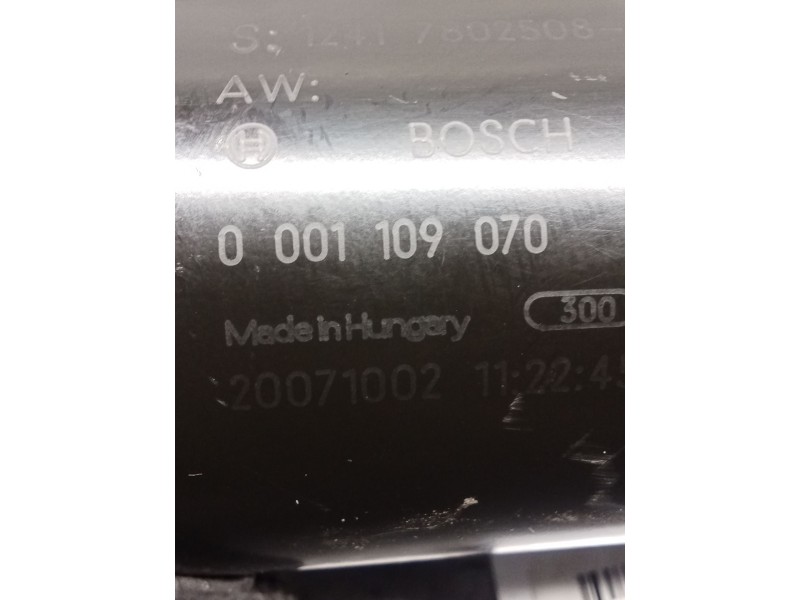 S: 1241 7802508-
AW:
H BOSCH
0 001 109 070
Made in Hungary 300
20071002 11:22:45